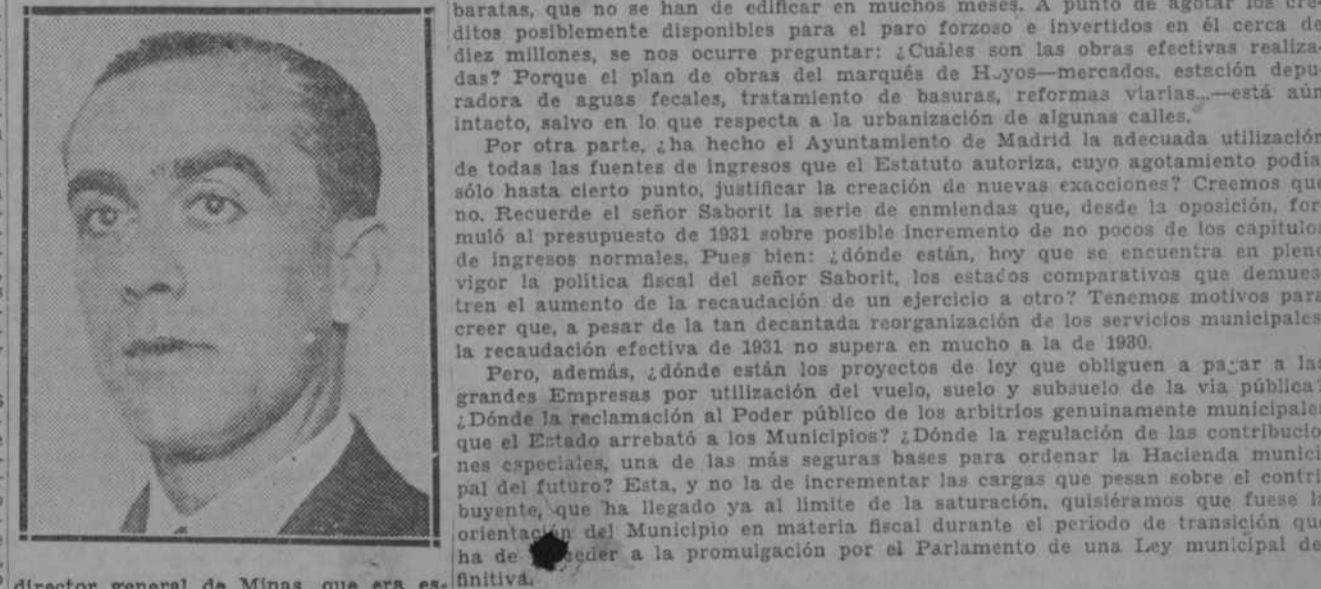 baratas, que no se han de edificar en muchos meses. A punto de agotar los cré-
ditos posiblemente disponibles para el paro forzoso e invertidos en él cerca de
diez millones, se nos ocurre preguntar: ¿Cuáles son las obras efectivas realiza-
das? Porque el plan de obras del marqués de Hoyos—mercados, estación depu-
radora de aguas fecales, tratamiento de basuras, reformas viarias...—está aún
intacto, salvo en lo que respecta a la urbanización de algunas calles.
Por otra parte, ¿ha hecho el Ayuntamiento de Madrid la adecuada utilización
de todas las fuentes de ingresos que el Estatuto autoriza, cuyo agotamiento podía
sólo hasta cierto punto, justificar la creación de nuevas exacciones? Creemos que
no. Recuerde el señor Saborit la serie de enmiendas que, desde la oposición, for-
muló al presupuesto de 1931 sobre posible incremento de no pocos de los capítulos
de ingresos normales. Pues bien: ¿dónde están, hoy que se encuentra en pleno
vigor la política fiscal del señor Saborit, los estados comparativos que demues-
tren el aumento de la recaudación de un ejercicio a otro? Tenemos motivos para
creer que, a pesar de la tan decantada reorganización de los servicios municipales
la recaudación efectiva de 1931 no supera en mucho a la de 1930.
Pero, además, ¿dónde están los proyectos de ley que obliguen a pagar a las
grandes Empresas por utilización del vuelo, suelo y subsuelo de la vía pública?
¿Dónde la reclamación al Poder público de los arbitrios genuinamente municipales
que el Estado arrebató a los Municipios? ¿Dónde la regulación de las contribucio-
nes especiales, una de las más seguras bases para ordenar la Hacienda munici-
pal del futuro? Esta, y no la de incrementar las cargas que pesan sobre el contri-
buyente, que ha llegado ya al límite de la saturación, quisiéramos que fuese la
orientación del Municipio en materia fiscal durante el período de transición que
ha de a la promulgación por el Parlamento de una Ley municipal de-
finitiva.
director general de Minas, que era es-